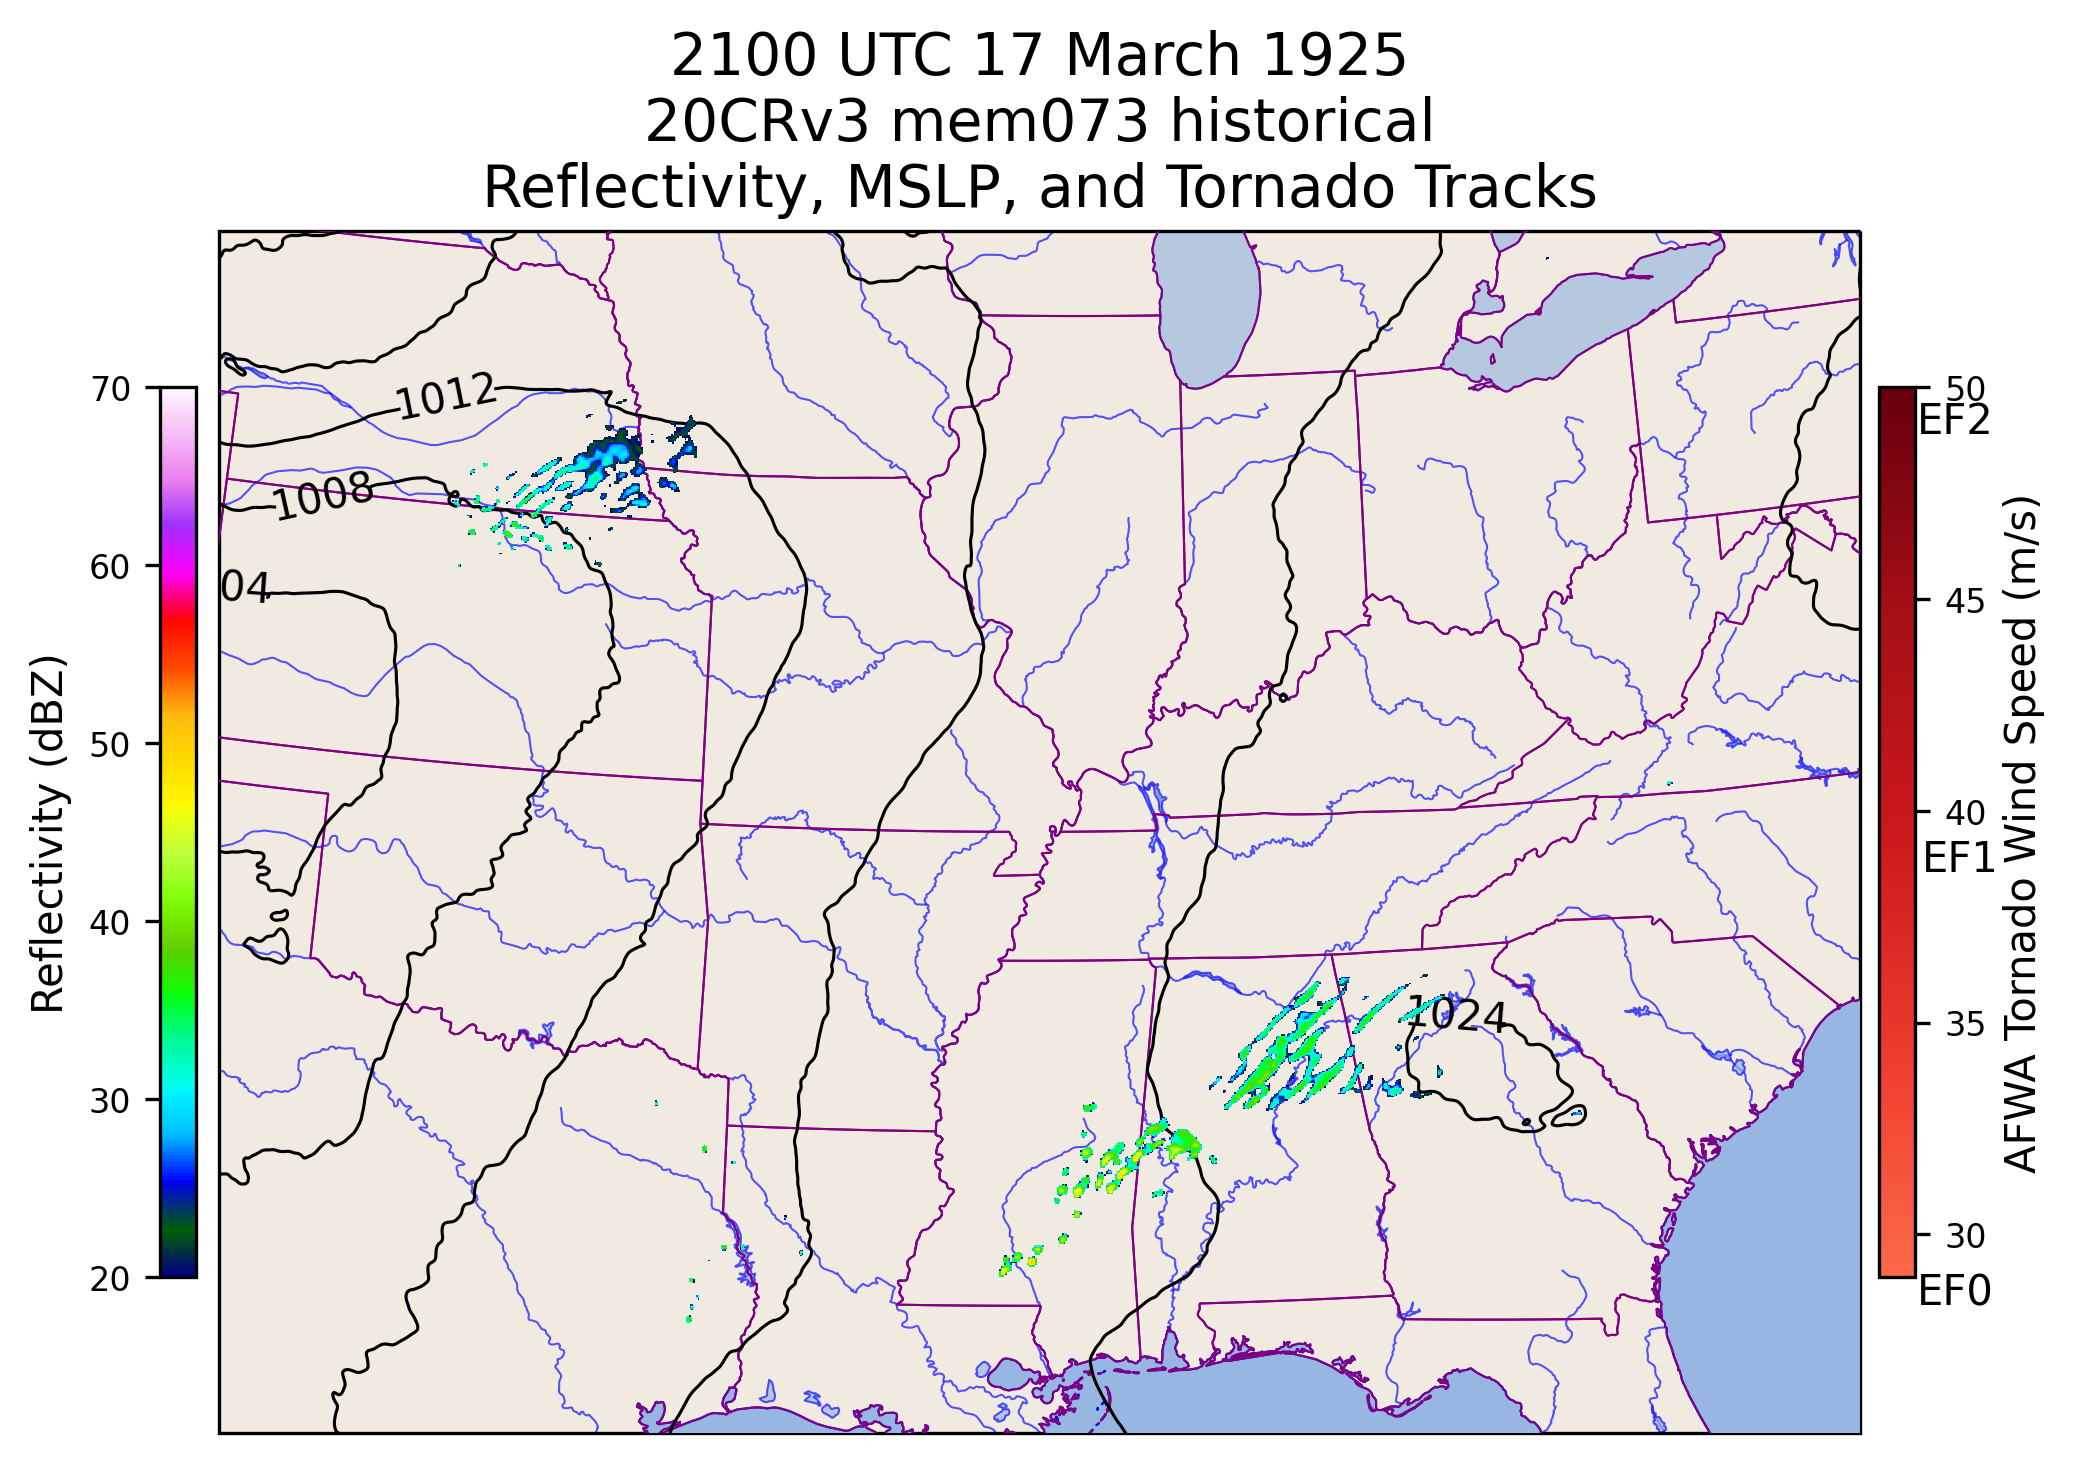 2100 UTC 17 March 1925
20CRv3 mem073 historical
Reflectivity, MSLP, and Tornado Tracks
70
60
50
40
30
20
Reflectivity (dBZ)
1012
1008
04
1024
50
EF2
45
40
EF1
35
30
EF0
AFWA Tornado Wind Speed (m/s)